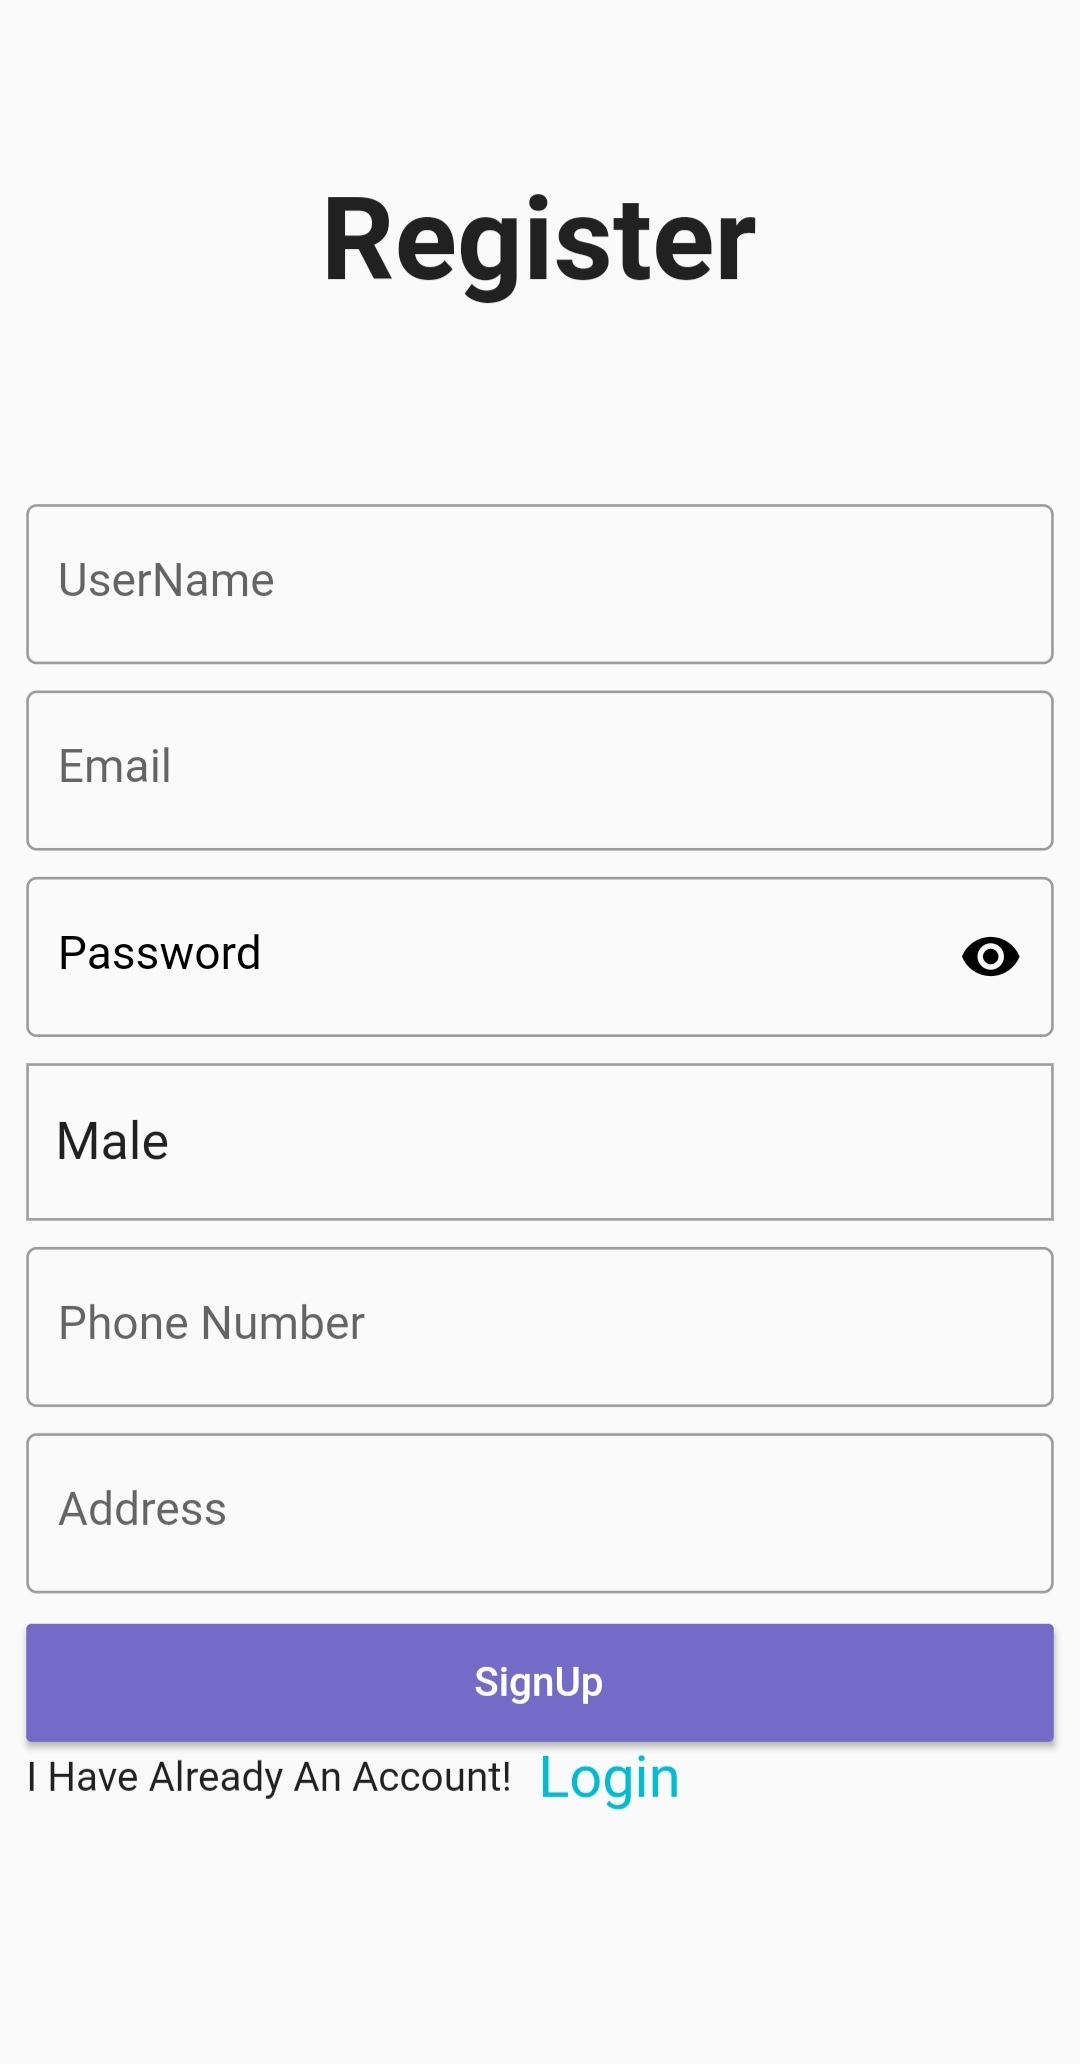 Register
UserName
Email
Password
Male
Phone Number
Address
SignUp
I Have Already An Account! Login